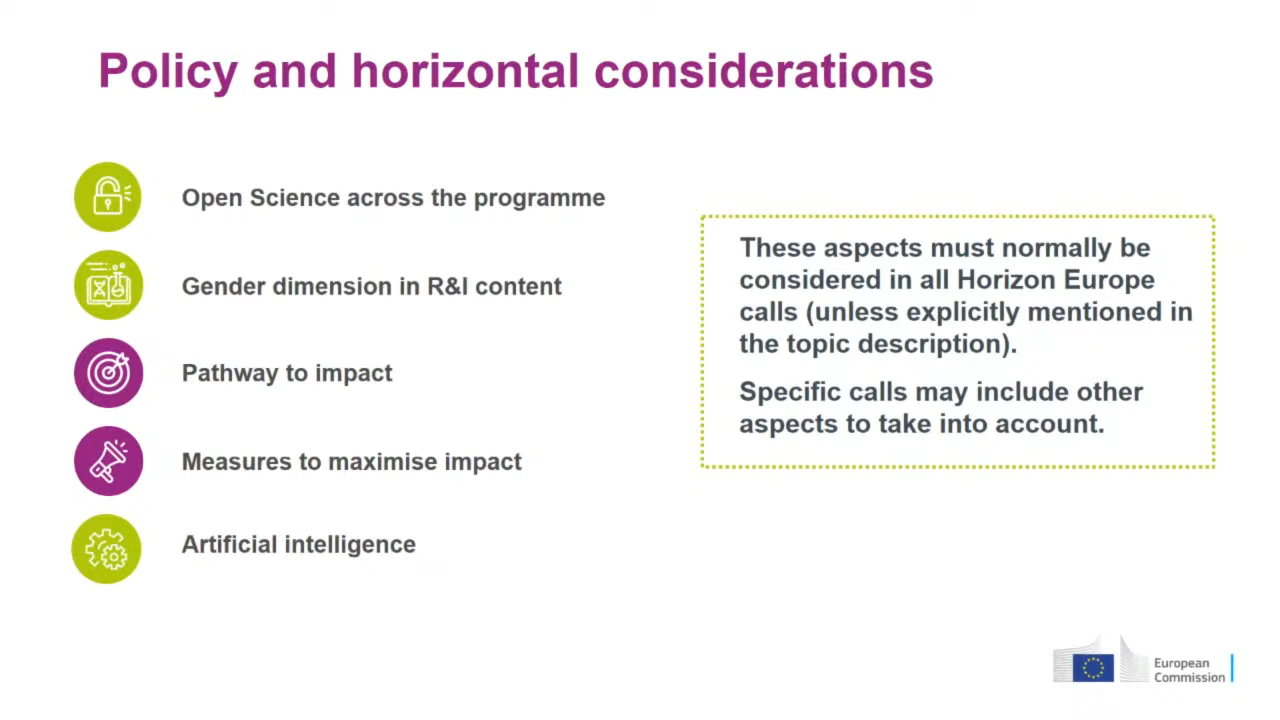 Policy and horizontal considerations
Open Science across the programme
Gender dimension in R&I content
Pathway to impact
Measures to maximise impact
Artificial intelligence
These aspects must normally be
considered in all Horizon Europe
calls (unless explicitly mentioned in
the topic description).
Specific calls may include other
aspects to take into account.
European
Commission